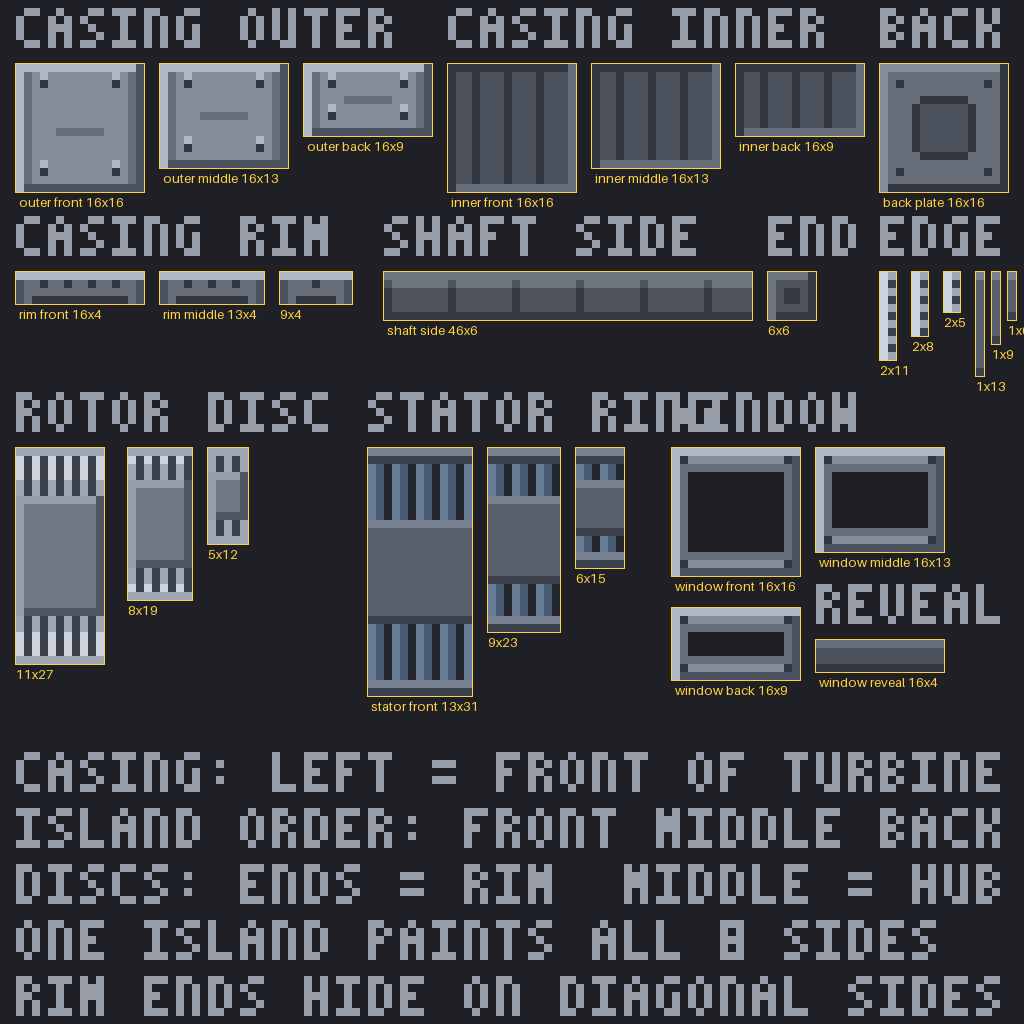 CASING OUTER CASING INNER BACK
outer front 16x16
outer middle 16x13
outer back 16x9
inner front 16x16
inner middle 16x13
inner back 16x9
back plate 16x16
CASING RIM SHAFT SIDE END EDGE
rim front 16x4
rim middle 13x4
9x4
shaft side 46x6
6x6
2x11
2x8
2x5
1x13
1x9
ROTOR DISC STATOR
11x27
8x19
5x12
stator front 13x31
9x23
6x15
window front 16x16
window middle 16x13
window back 16x9
REVEAL
window reveal 16x4
CASING: LEFT = FRONT OF TURBINE
ISLAND ORDER: FRONT MIDDLE BACK
DISCS: ENDS = RIM MIDDLE = HUB
ONE ISLAND PAINTS ALL 8 SIDES
RIM ENDS HIDE ON DIAGONAL SIDES